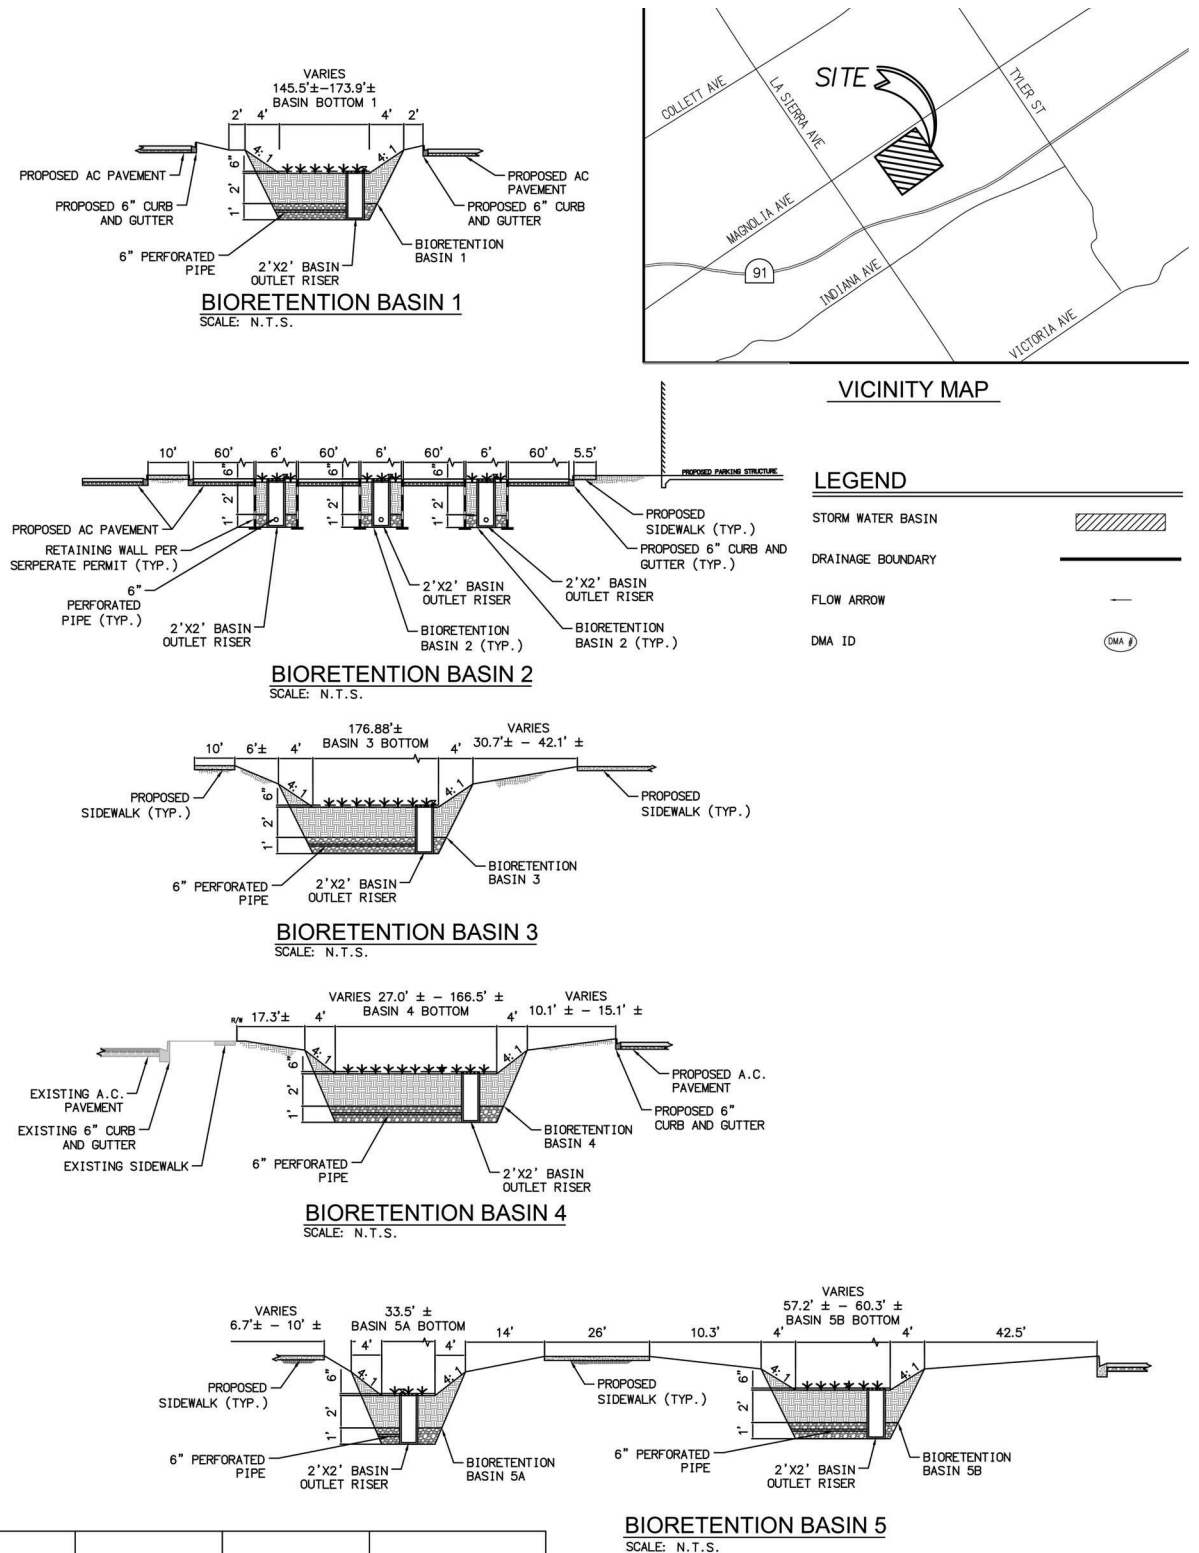 VARIES
145.5'±-173.9'±
BASIN BOTTOM 1
2' 4' 4' 2'
4:1 4:1
6"
2'
1'
PROPOSED AC PAVEMENT
PROPOSED 6" CURB
AND GUTTER
6" PERFORATED
PIPE
2'X2' BASIN
OUTLET RISER
PROPOSED AC
PAVEMENT
PROPOSED 6" CURB
AND GUTTER
BIORETENTION
BASIN 1
BIORETENTION BASIN 1
SCALE: N.T.S.
SITE
COLLETT AVE
LA SIERRA AVE
TYLER ST
MAGNOLIA AVE
91
INDIANA AVE
VICTORIA AVE
VICINITY MAP
LEGEND
STORM WATER BASIN
DRAINAGE BOUNDARY
FLOW ARROW
DMA ID
DMA #
10' 60' 6' 60' 6' 60' 6' 60' 5.5'
6" 6" 6"
2' 2' 2'
1' 1' 1'
PROPOSED PARKING STRUCTURE
PROPOSED AC PAVEMENT
RETAINING WALL PER
SERPERATE PERMIT (TYP.)
6"
PERFORATED
PIPE (TYP.)
2'X2' BASIN
OUTLET RISER
2'X2' BASIN
OUTLET RISER
BIORETENTION
BASIN 2 (TYP.)
PROPOSED
SIDEWALK (TYP.)
PROPOSED 6" CURB AND
GUTTER (TYP.)
2'X2' BASIN
OUTLET RISER
BIORETENTION
BASIN 2 (TYP.)
BIORETENTION BASIN 2
SCALE: N.T.S.
176.88'±
BASIN 3 BOTTOM
VARIES
30.7'± - 42.1' ±
10' 6'± 4' 4'
4:1 4:1
6"
2'
1'
PROPOSED
SIDEWALK (TYP.)
PROPOSED
SIDEWALK (TYP.)
6" PERFORATED
PIPE
2'X2' BASIN
OUTLET RISER
BIORETENTION
BASIN 3
BIORETENTION BASIN 3
SCALE: N.T.S.
VARIES 27.0' ± - 166.5' ±
BASIN 4 BOTTOM
VARIES
10.1' ± - 15.1' ±
R/W 17.3'± 4' 4'
4:1 4:1
6"
2'
1'
EXISTING A.C.
PAVEMENT
EXISTING 6" CURB
AND GUTTER
EXISTING SIDEWALK
6" PERFORATED
PIPE
2'X2' BASIN
OUTLET RISER
BIORETENTION
BASIN 4
PROPOSED A.C.
PAVEMENT
PROPOSED 6"
CURB AND GUTTER
BIORETENTION BASIN 4
SCALE: N.T.S.
VARIES
6.7'± - 10' ±
33.5' ±
BASIN 5A BOTTOM
4' 4' 14' 26' 10.3'
4:1 4:1
6"
2'
1'
PROPOSED
SIDEWALK (TYP.)
6" PERFORATED
PIPE
2'X2' BASIN
OUTLET RISER
BIORETENTION
BASIN 5A
PROPOSED
SIDEWALK (TYP.)
VARIES
57.2' ± - 60.3' ±
BASIN 5B BOTTOM
4' 4' 42.5'
4:1 4:1
6"
2'
1'
6" PERFORATED
PIPE
2'X2' BASIN
OUTLET RISER
BIORETENTION
BASIN 5B
BIORETENTION BASIN 5
SCALE: N.T.S.